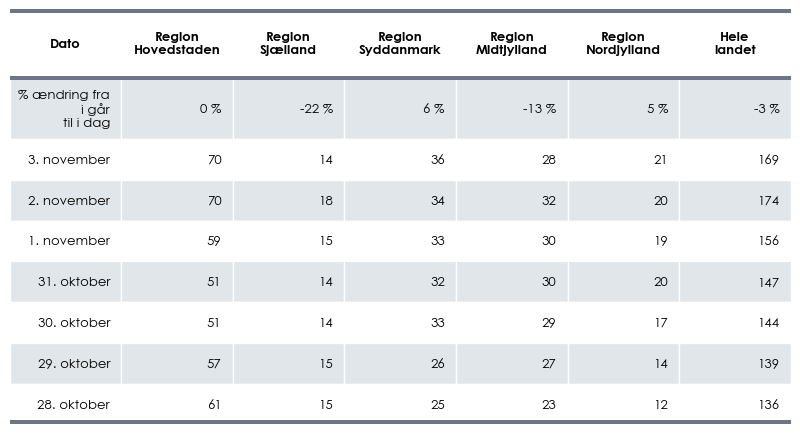 Dato Region Hovedstaden Region Sjælland Region Syddanmark Region Midtjylland Region Nordjylland Hele landet
% ændring fra i går til i dag 0 % -22 % 6 % -13 % 5 % -3 %
3. november 70 14 36 28 21 169
2. november 70 18 34 32 20 174
1. november 59 15 33 30 19 156
31. oktober 51 14 32 30 20 147
30. oktober 51 14 33 29 17 144
29. oktober 57 15 26 27 14 139
28. oktober 61 15 25 23 12 136